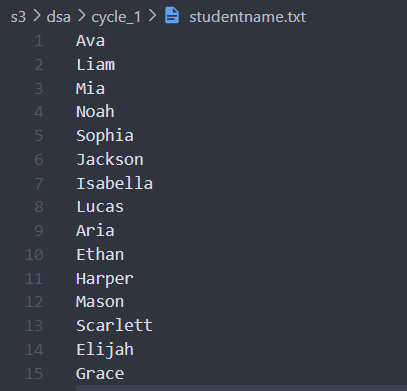 s3 > dsa > cycle_1 > studentname.txt
1 Ava
2 Liam
3 Mia
4 Noah
5 Sophia
6 Jackson
7 Isabella
8 Lucas
9 Aria
10 Ethan
11 Harper
12 Mason
13 Scarlett
14 Elijah
15 Grace